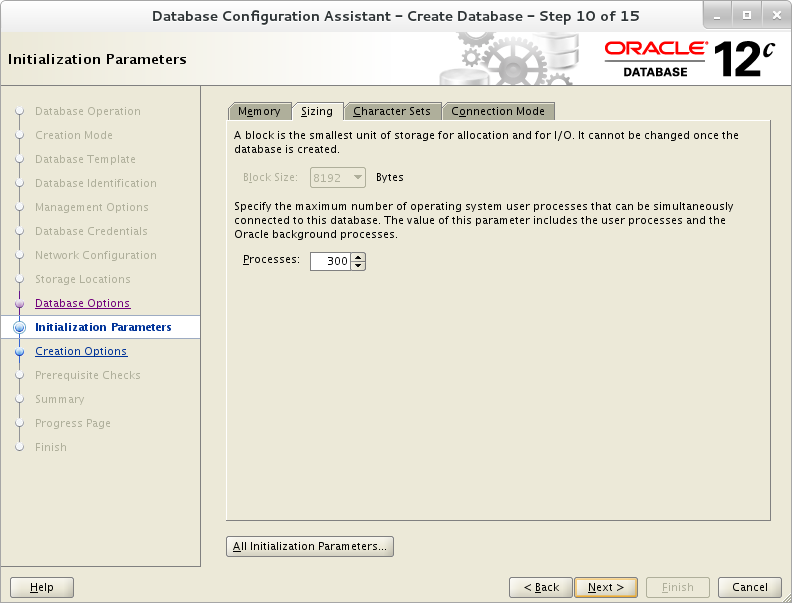 Database Configuration Assistant - Create Database - Step 10 of 15
Initialization Parameters
ORACLE®
DATABASE
12c
Database Operation
Creation Mode
Database Template
Database Identification
Management Options
Database Credentials
Network Configuration
Storage Locations
Database Options
Initialization Parameters
Creation Options
Prerequisite Checks
Summary
Progress Page
Finish
Memory Sizing Character Sets Connection Mode
A block is the smallest unit of storage for allocation and for I/O. It cannot be changed once the
database is created.
Block Size: 8192 Bytes
Specify the maximum number of operating system user processes that can be simultaneously
connected to this database. The value of this parameter includes the user processes and the
Oracle background processes.
Processes: 300
All Initialization Parameters...
Help < Back Next > Finish Cancel